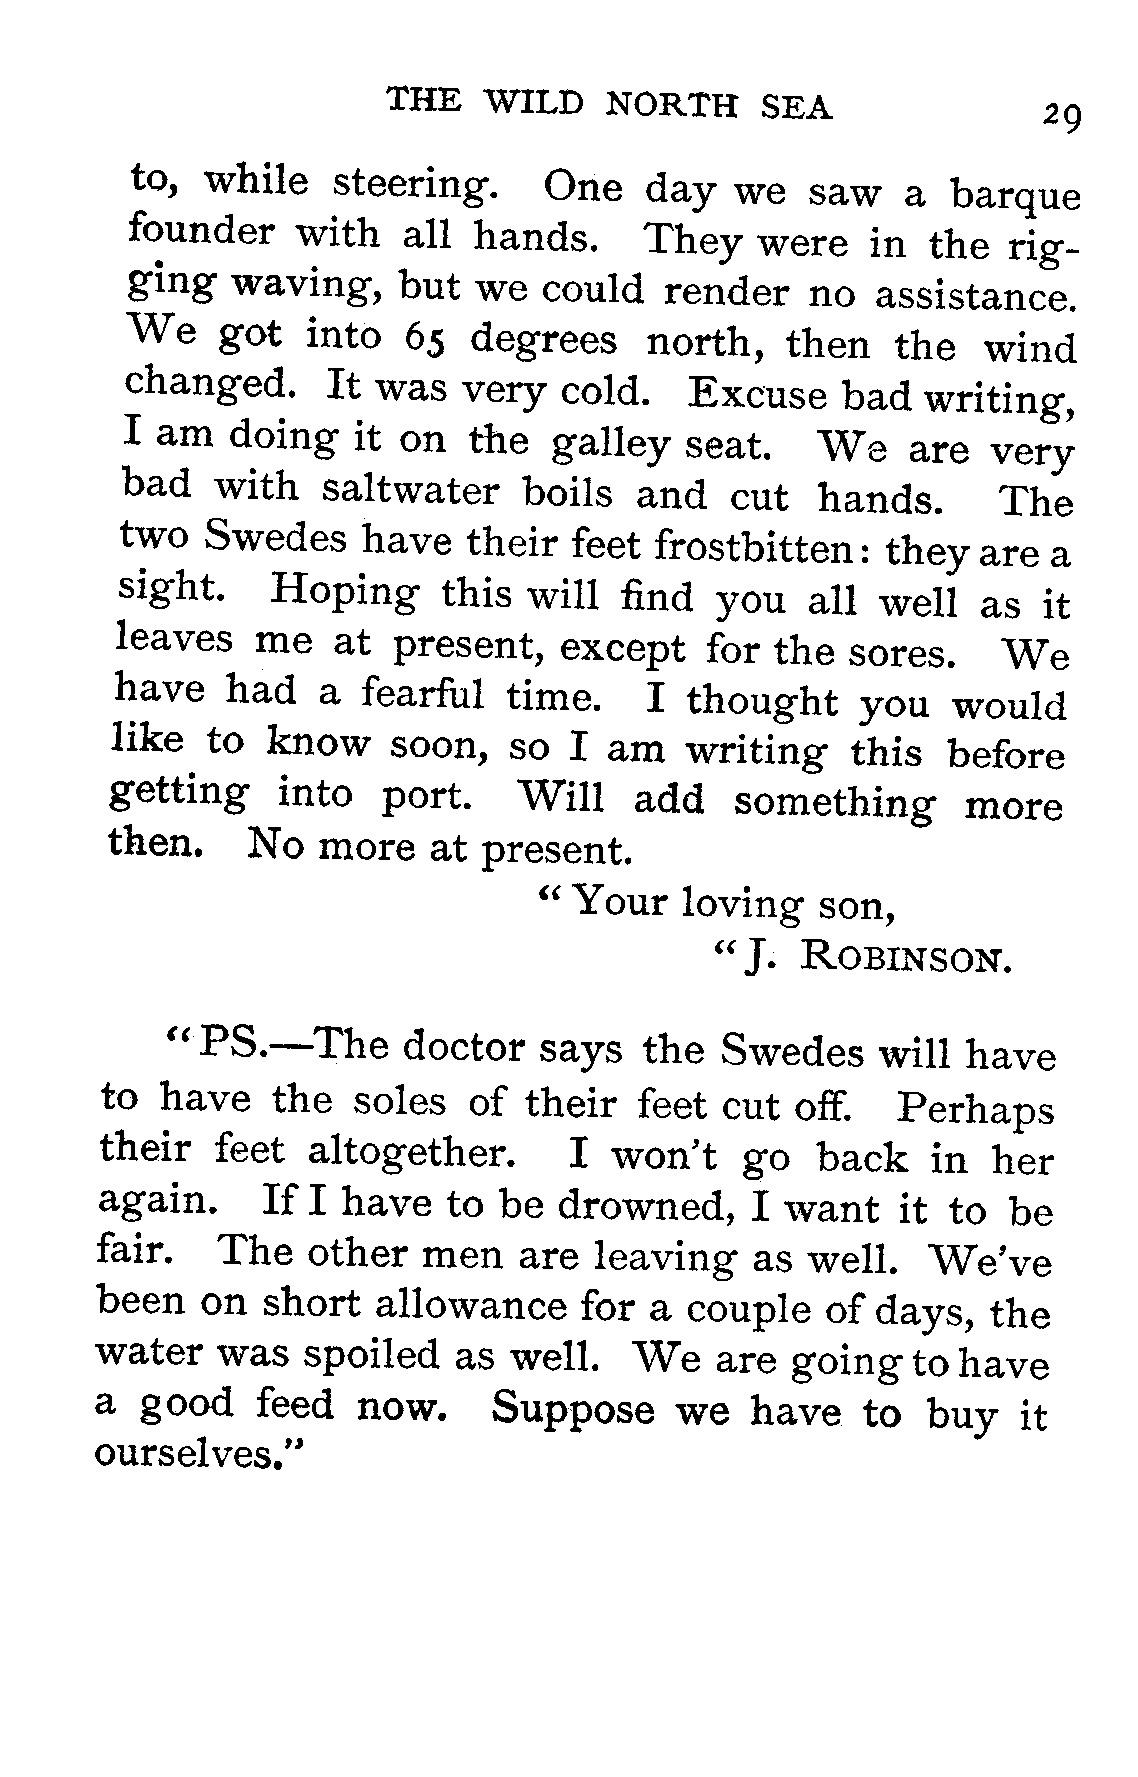 THE WILD NORTH SEA 29
to, while steering. One day we saw a barque
founder with all hands. They were in the rig-
ging waving, but we could render no assistance.
We got into 65 degrees north, then the wind
changed. It was very cold. Excuse bad writing,
I am doing it on the galley seat. We are very
bad with saltwater boils and cut hands. The
two Swedes have their feet frostbitten: they are a
sight. Hoping this will find you all well as it
leaves me at present, except for the sores. We
have had a fearful time. I thought you would
like to know soon, so I am writing this before
getting into port. Will add something more
then. No more at present.
“Your loving son,
“J. ROBINSON.
“PS.—The doctor says the Swedes will have
to have the soles of their feet cut off. Perhaps
their feet altogether. I won't go back in her
again. If I have to be drowned, I want it to be
fair. The other men are leaving as well. We've
been on short allowance for a couple of days, the
water was spoiled as well. We are going to have
a good feed now. Suppose we have to buy it
ourselves.”